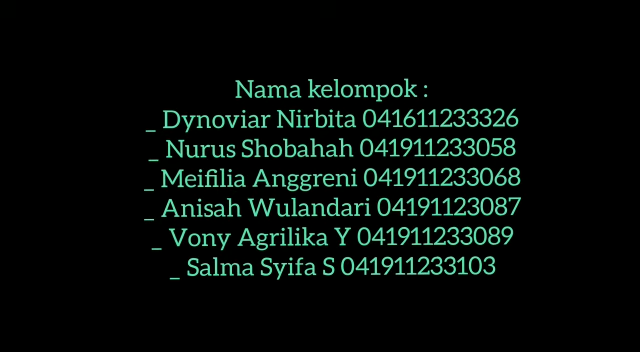 Nama kelompok :
_ Dynoviar Nirbita 041611233326
_ Nurus Shobahah 041911233058
_ Meifilia Anggreni 041911233068
_ Anisah Wulandari 04191123087
_ Vony Agrilika Y 041911233089
_ Salma Syifa S 041911233103